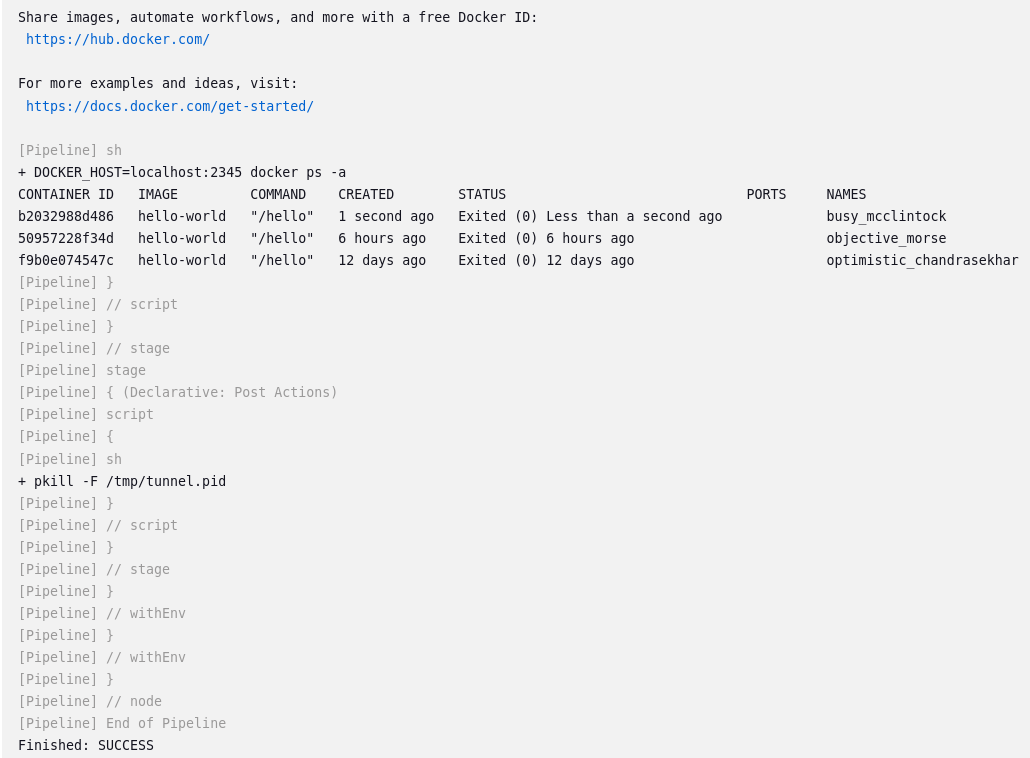 Share images, automate workflows, and more with a free Docker ID:
 https://hub.docker.com/

For more examples and ideas, visit:
 https://docs.docker.com/get-started/

[Pipeline] sh
+ DOCKER_HOST=localhost:2345 docker ps -a
CONTAINER ID   IMAGE         COMMAND    CREATED        STATUS                              PORTS     NAMES
b2032988d486   hello-world   "/hello"   1 second ago   Exited (0) Less than a second ago             busy_mcclintock
50957228f34d   hello-world   "/hello"   6 hours ago    Exited (0) 6 hours ago                        objective_morse
f9b0e074547c   hello-world   "/hello"   12 days ago    Exited (0) 12 days ago                        optimistic_chandrasekhar
[Pipeline] }
[Pipeline] // script
[Pipeline] }
[Pipeline] // stage
[Pipeline] stage
[Pipeline] { (Declarative: Post Actions)
[Pipeline] script
[Pipeline] {
[Pipeline] sh
+ pkill -F /tmp/tunnel.pid
[Pipeline] }
[Pipeline] // script
[Pipeline] }
[Pipeline] // stage
[Pipeline] }
[Pipeline] // withEnv
[Pipeline] }
[Pipeline] // withEnv
[Pipeline] }
[Pipeline] // node
[Pipeline] End of Pipeline
Finished: SUCCESS